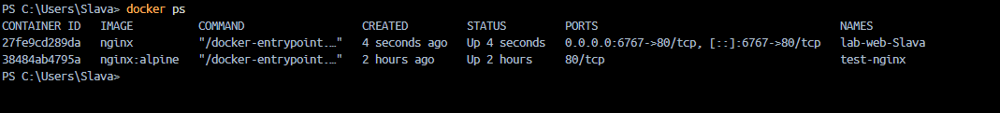 PS C:\Users\Slava> docker ps
CONTAINER ID   IMAGE          COMMAND                  CREATED         STATUS         PORTS                                     NAMES
27fe9cd289da   nginx          "/docker-entrypoint.…"   4 seconds ago   Up 4 seconds   0.0.0.0:6767->80/tcp, [::]:6767->80/tcp   lab-web-Slava
38484ab4795a   nginx:alpine   "/docker-entrypoint.…"   2 hours ago     Up 2 hours     80/tcp                                    test-nginx
PS C:\Users\Slava>